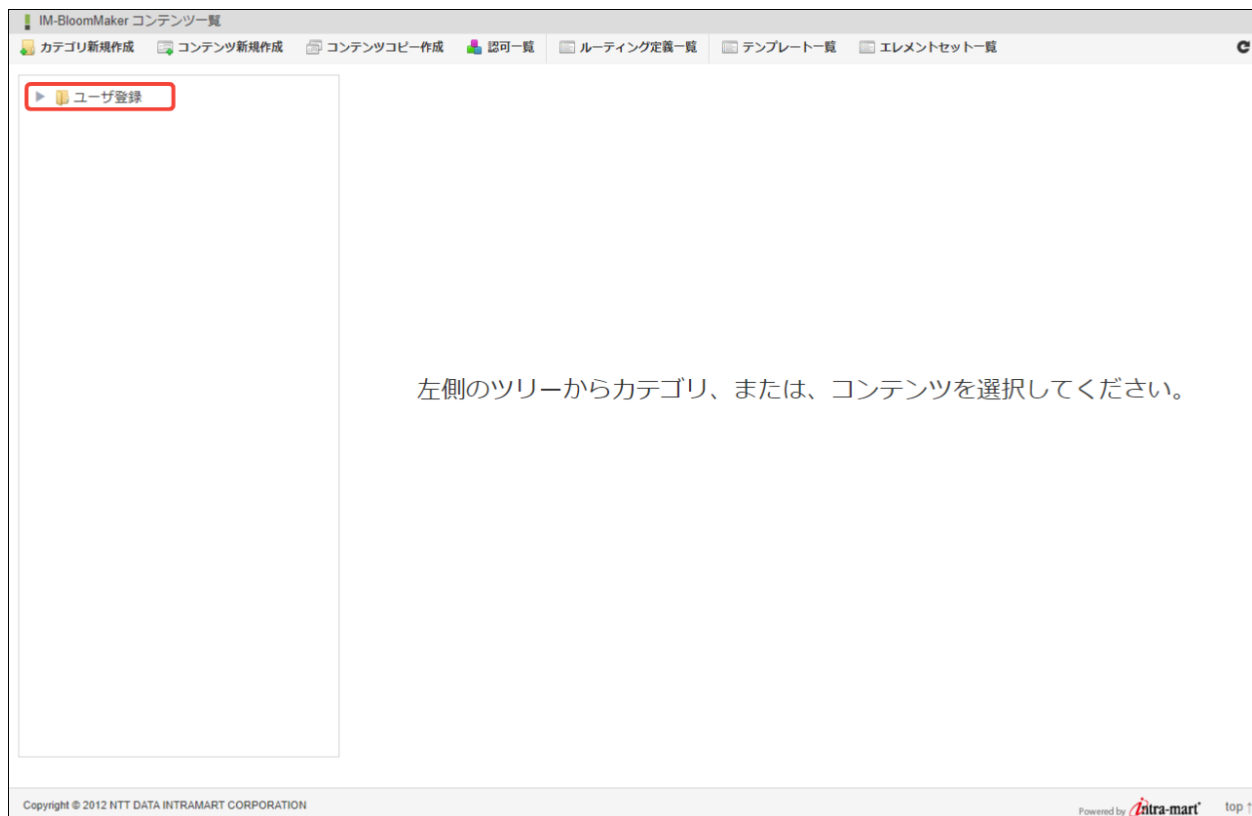 IM-BloomMaker コンテンツ一覧
カテゴリ新規作成 コンテンツ新規作成 コンテンツコピー作成 認可一覧 ルーティング定義一覧 テンプレート一覧 エレメントセット一覧
ユーザ登録
左側のツリーからカテゴリ、または、コンテンツを選択してください。
Copyright © 2012 NTT DATA INTRAMART CORPORATION
Powered by intra-mart top ↑